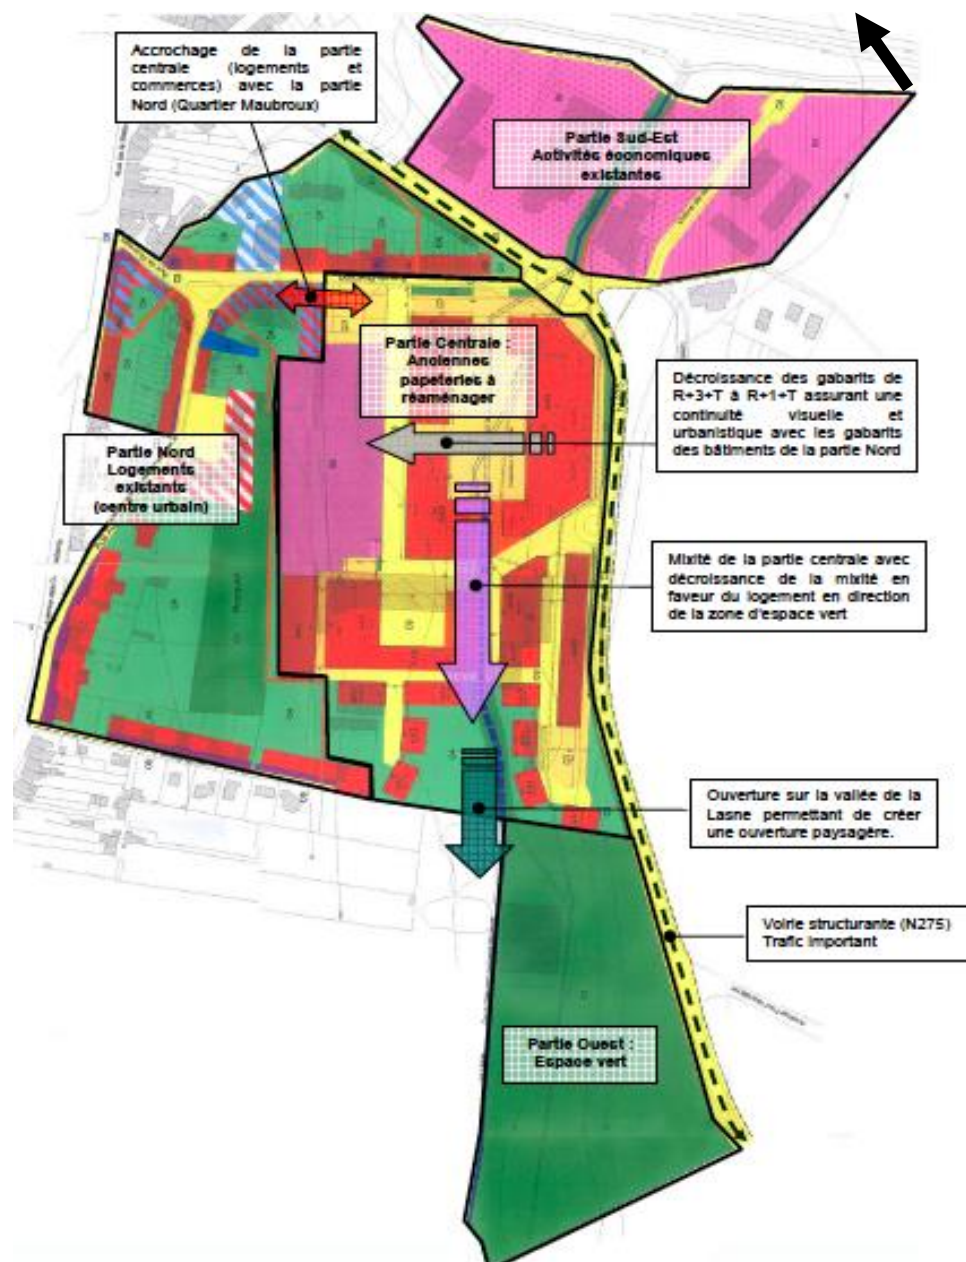 Accrochage de la partie
centrale (logements et
commerces) avec la partie
Nord (Quartier Maubroux)
Partie Sud-Est
Activités économiques
existantes
Partie Centrale :
Anciennes
papeteries à
réaménager
Décroissance des gabarits de
R+3+T à R+1+T assurant une
continuité visuelle et
urbanistique avec les gabarits
des bâtiments de la partie Nord
Partie Nord
Logements
existants
(centre urbain)
Mixité de la partie centrale avec
décroissance de la mixité en
faveur du logement en direction
de la zone d'espace vert
Ouverture sur la vallée de la
Lasne permettant de créer
une ouverture paysagère.
Voirie structurante (N275)
Trafic important
Partie Ouest :
Espace vert